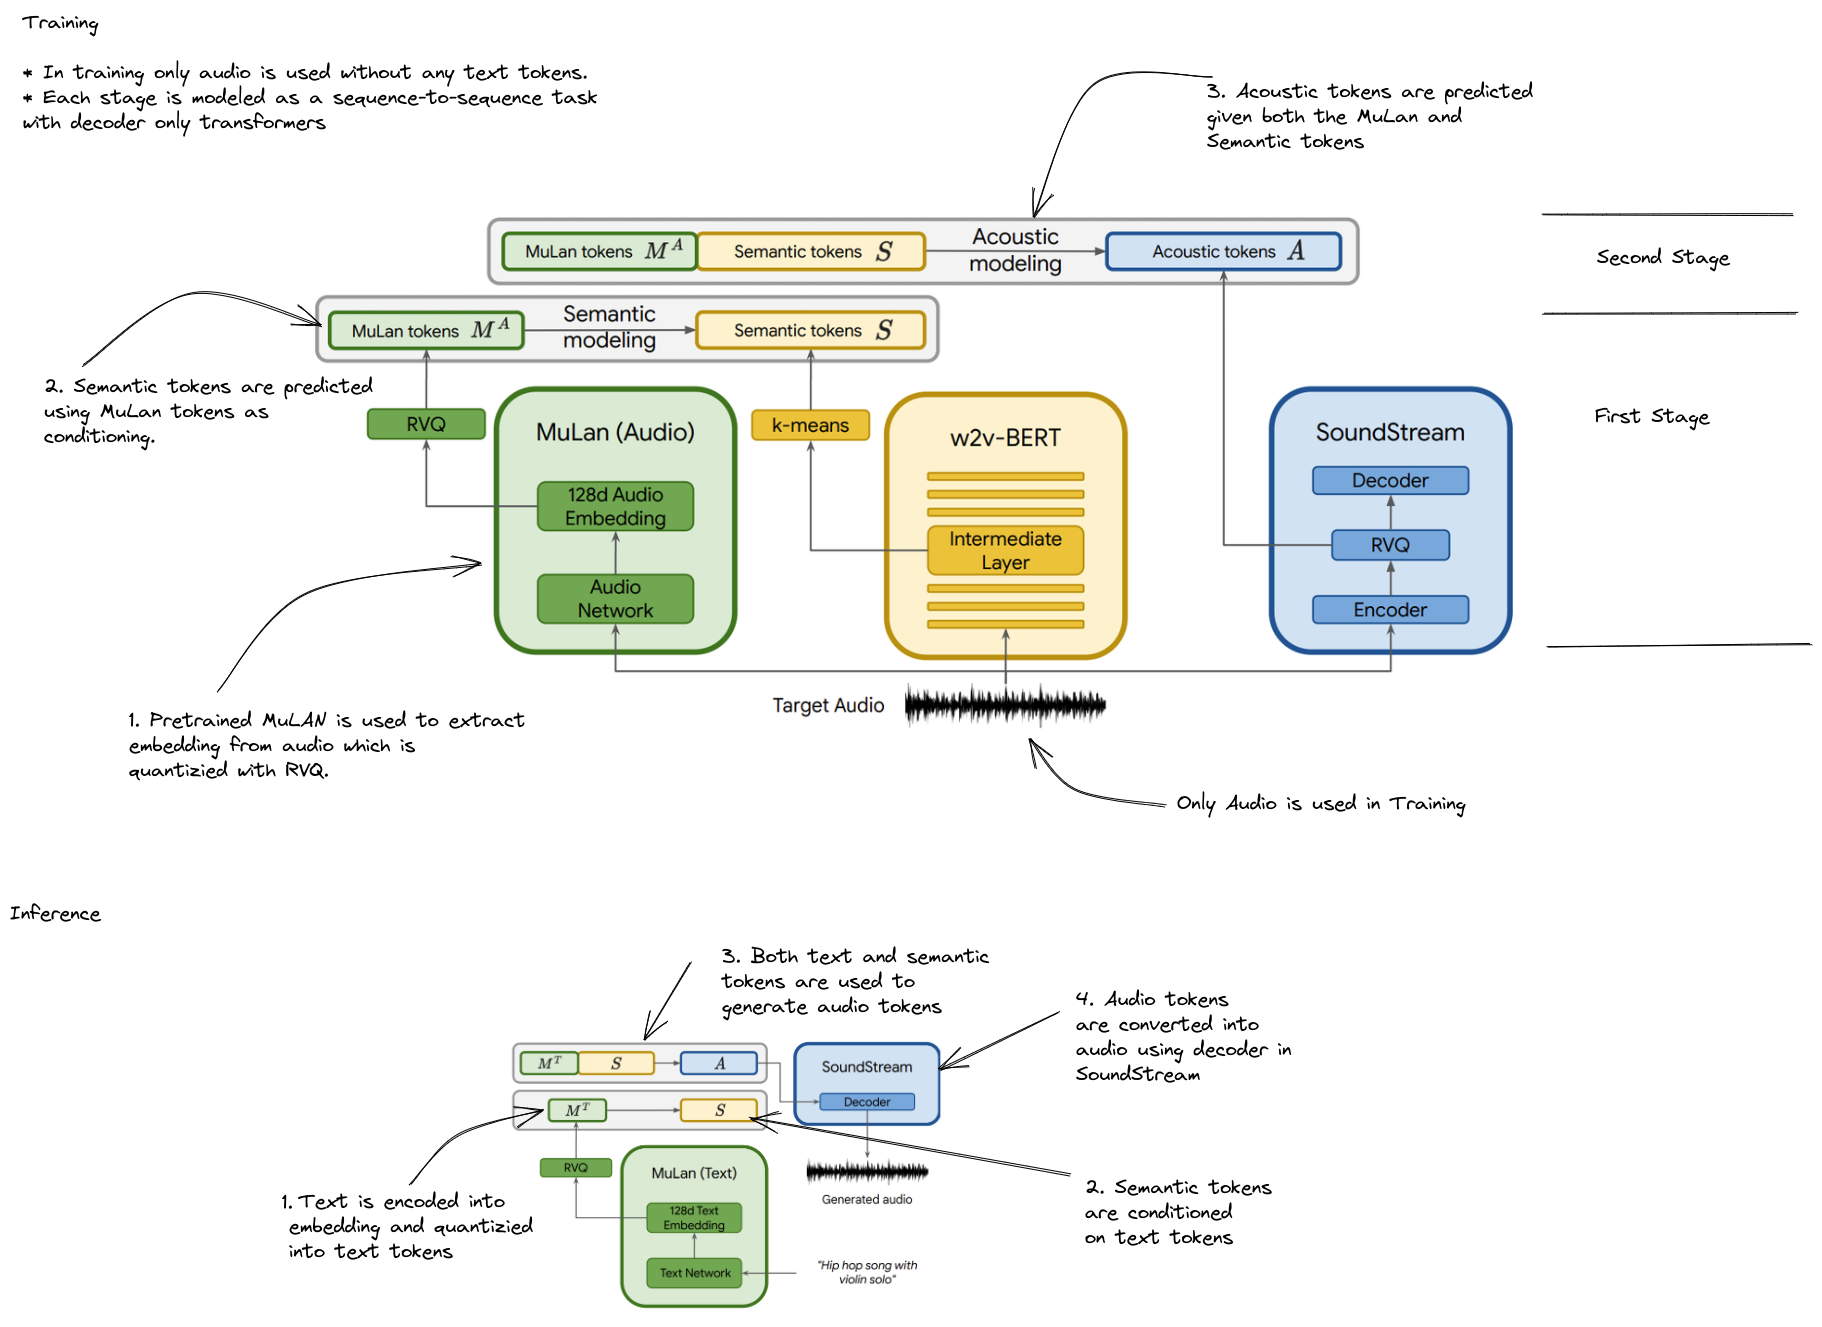 Training
* In training only audio is used without any text tokens.
* Each stage is modeled as a sequence-to-sequence task
with decoder only transformers
3. Acoustic tokens are predicted
given both the MuLan and
Semantic tokens
MuLan tokens M^A
Semantic tokens S
Acoustic
modeling
Acoustic tokens A
Second Stage
MuLan tokens M^A
Semantic
modeling
Semantic tokens S
2. Semantic tokens are predicted
using MuLan tokens as
conditioning.
First Stage
RVQ
MuLan (Audio)
128d Audio
Embedding
Audio
Network
k-means
w2v-BERT
Intermediate
Layer
SoundStream
Decoder
RVQ
Encoder
1. Pretrained MuLAN is used to extract
embedding from audio which is
quantizied with RVQ.
Target Audio
Only Audio is used in Training
Inference
3. Both text and semantic
tokens are used to
generate audio tokens
4. Audio tokens
are converted into
audio using decoder in
SoundStream
M^T
S
A
SoundStream
Decoder
M^T
S
RVQ
MuLan (Text)
128d Text
Embedding
Text Network
Generated audio
"Hip hop song with
violin solo"
1. Text is encoded into
embedding and quantizied
into text tokens
2. Semantic tokens
are conditioned
on text tokens